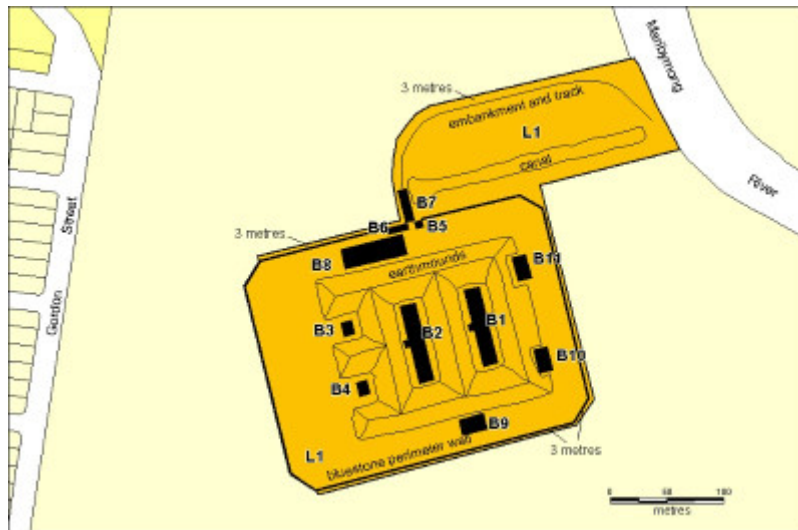 3 metres
embankment and track
L1
canal
Maribyrnong
River
B7
B6
B5
3 metres
Street
Gordon
B8
earthmounds
B11
B3
B2
B1
B4
B10
B9
L1
bluestone perimeter wall
3 metres
0 50 100
metres